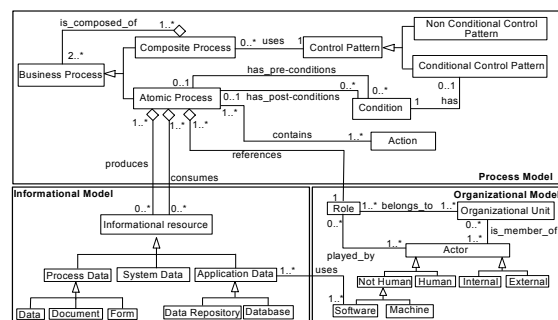 is_composed_of 1..*
Non Conditional Control Pattern
Composite Process 0..* uses 1 Control Pattern
2..*
Business Process
Conditional Control Pattern
has_pre-conditions
0..1 0..* 0..* 0..1
Atomic Process 0..1 has_post-conditions Condition 1 has
1..* 1..* 1..* 1..*
contains 1..* Action
produces references
consumes
Process Model
Informational Model
Organizational Model
0..* 0..*
Informational resource
1
Role 1..* belongs_to 1..* Organizational Unit
0..* 0..*
is_member_of
played_by 1..* 1..*
Actor
Process Data System Data Application Data 1..* uses
Not Human Human Internal External
1..*
Data Document Form Data Repository Database Software Machine